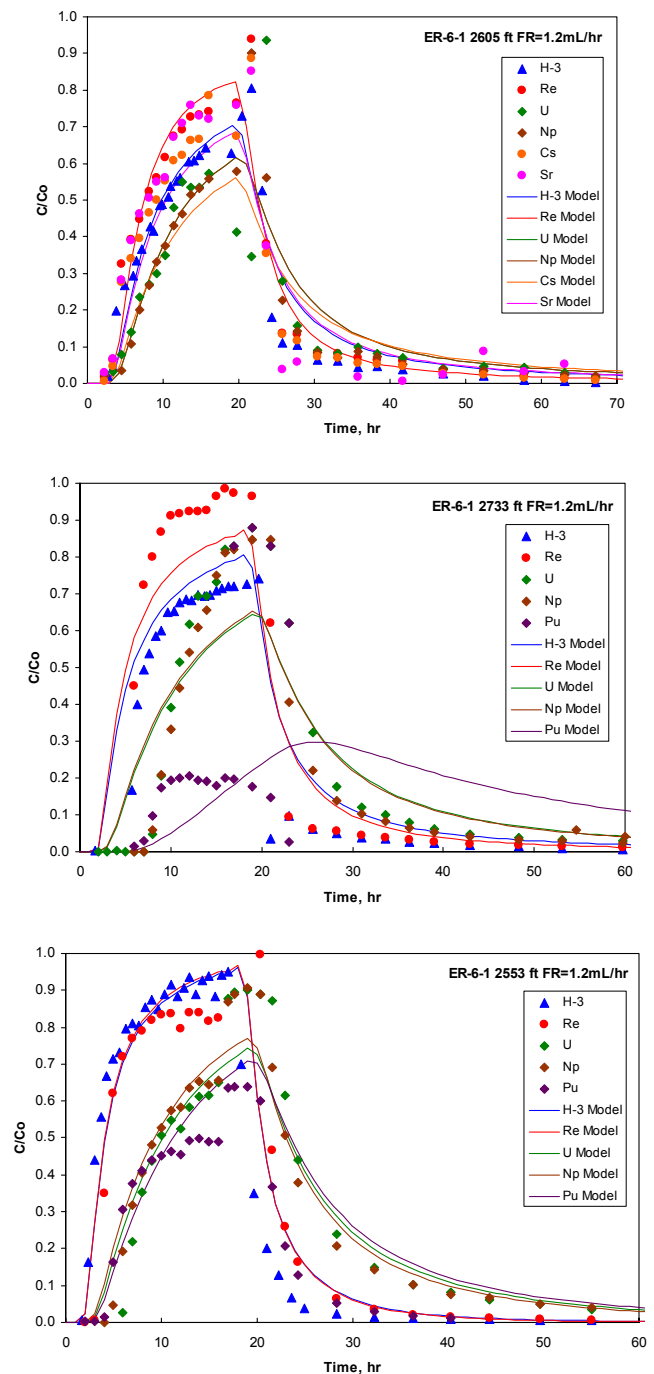 ER-6-1 2605 ft FR=1.2mL/hr
H-3
Re
U
Np
Cs
Sr
H-3 Model
Re Model
U Model
Np Model
Cs Model
Sr Model
C/Co
1.0
0.9
0.8
0.7
0.6
0.5
0.4
0.3
0.2
0.1
0.0
0 10 20 30 40 50 60 70
Time, hr
ER-6-1 2733 ft FR=1.2mL/hr
H-3
Re
U
Np
Pu
H-3 Model
Re Model
U Model
Np Model
Pu Model
C/Co
1.0
0.9
0.8
0.7
0.6
0.5
0.4
0.3
0.2
0.1
0.0
0 10 20 30 40 50 60
Time, hr
ER-6-1 2553 ft FR=1.2mL/hr
H-3
Re
U
Np
Pu
H-3 Model
Re Model
U Model
Np Model
Pu Model
C/Co
1.0
0.9
0.8
0.7
0.6
0.5
0.4
0.3
0.2
0.1
0.0
0 10 20 30 40 50 60
Time, hr